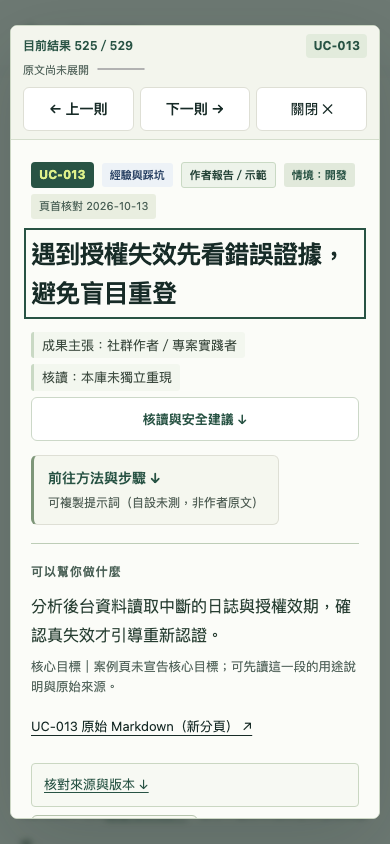 目前結果 525 / 529
UC-013
原文尚未展開
← 上一則
下一則 →
關閉 ✕
UC-013
經驗與踩坑
作者報告 / 示範
情境：開發
頁首核對 2026-10-13
遇到授權失效先看錯誤證據，
避免盲目重登
成果主張：社群作者 / 專案實踐者
核讀：本庫未獨立重現
核讀與安全建議 ↓
前往方法與步驟 ↓
可複製提示詞（自設未測，非作者原文）
可以幫你做什麼
分析後台資料讀取中斷的日誌與授權效期，確
認真失效才引導重新認證。
核心目標｜案例頁未宣告核心目標；可先讀這一段的用途說
明與原始來源。
UC-013 原始 Markdown（新分頁） ↗
核對來源與版本 ↓